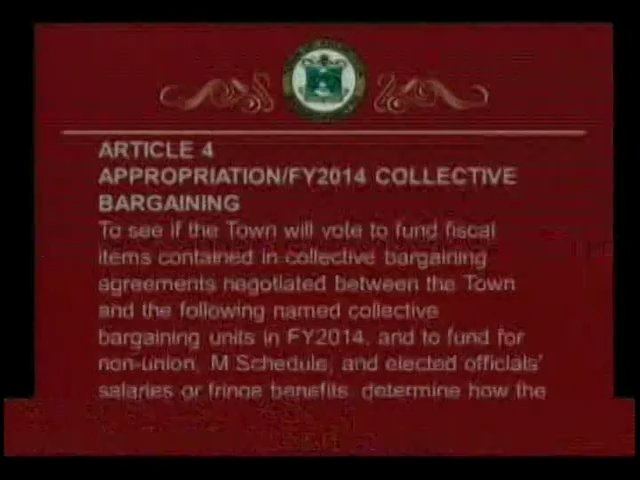 ARTICLE 4
APPROPRIATION/FY2014 COLLECTIVE
BARGAINING
To see if the Town will vote to fund fiscal
items contained in collective bargaining
agreements negotiated between the Town
and the following named collective
bargaining units in FY2014, and to fund for
non-union, M Schedule, and elected officials'
salaries or fringe benefits, determine how the